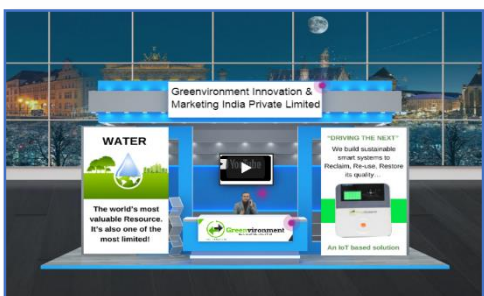 Greenvironment Innovation &
Marketing India Private Limited
WATER
The world's most
valuable Resource.
It's also one of the
most limited!
YouTube
Greenvironment
"DRIVING THE NEXT"
We build sustainable
smart systems to
Reclaim, Re-use, Restore
its quality...
An IoT based solution